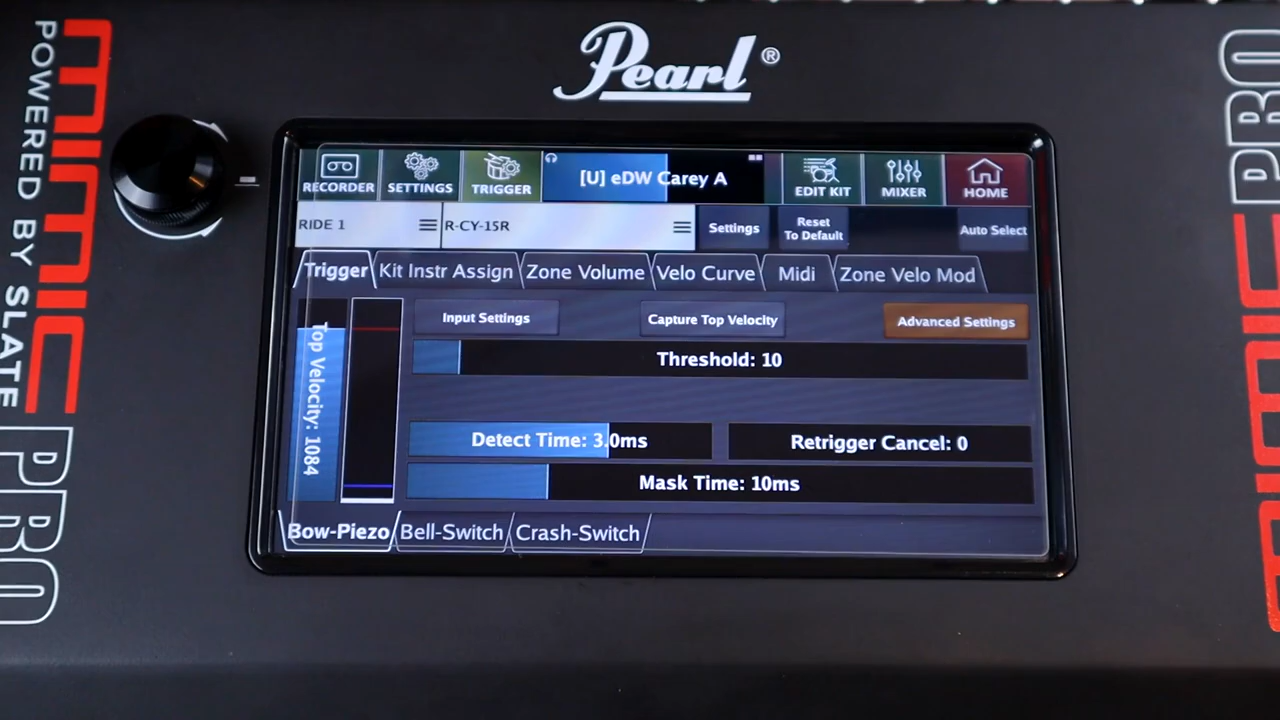 Pearl®
MIMIC PRO
POWERED BY SLATE
MIMIC PRO
RECORDER
SETTINGS
TRIGGER
[U] eDW Carey A
EDIT KIT
MIXER
HOME
RIDE 1
R-CY-15R
Settings
Reset
To Default
Auto Select
Trigger
Kit Instr Assign
Zone Volume
Velo Curve
Midi
Zone Velo Mod
Top Velocity: 1084
Input Settings
Capture Top Velocity
Advanced Settings
Threshold: 10
Detect Time: 3.0ms
Retrigger Cancel: 0
Mask Time: 10ms
Bow-Piezo
Bell-Switch
Crash-Switch